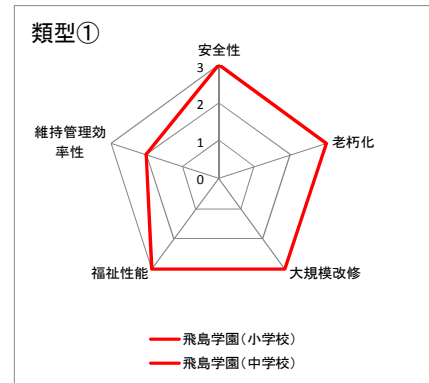 類型①
安全性
3
2
1
0
維持管理効
率性
老朽化
福祉性能
大規模改修
飛島学園(小学校)
飛島学園(中学校)